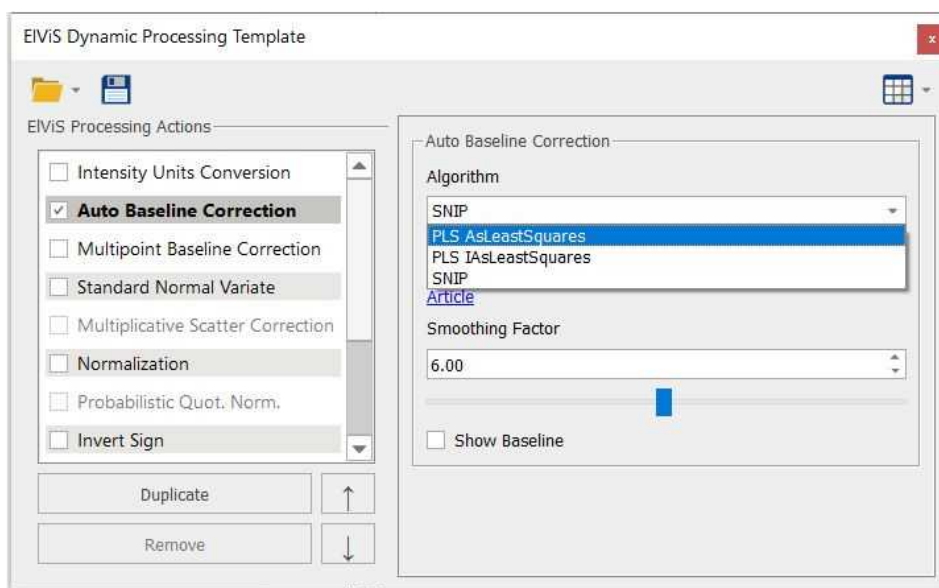 ElViS Dynamic Processing Template
x
ElViS Processing Actions
Intensity Units Conversion
Auto Baseline Correction
Multipoint Baseline Correction
Standard Normal Variate
Multiplicative Scatter Correction
Normalization
Probabilistic Quot. Norm.
Invert Sign
Duplicate
Remove
Auto Baseline Correction
Algorithm
SNIP
PLS AsLeastSquares
PLS IAsLeastSquares
SNIP
Article
Smoothing Factor
6.00
Show Baseline